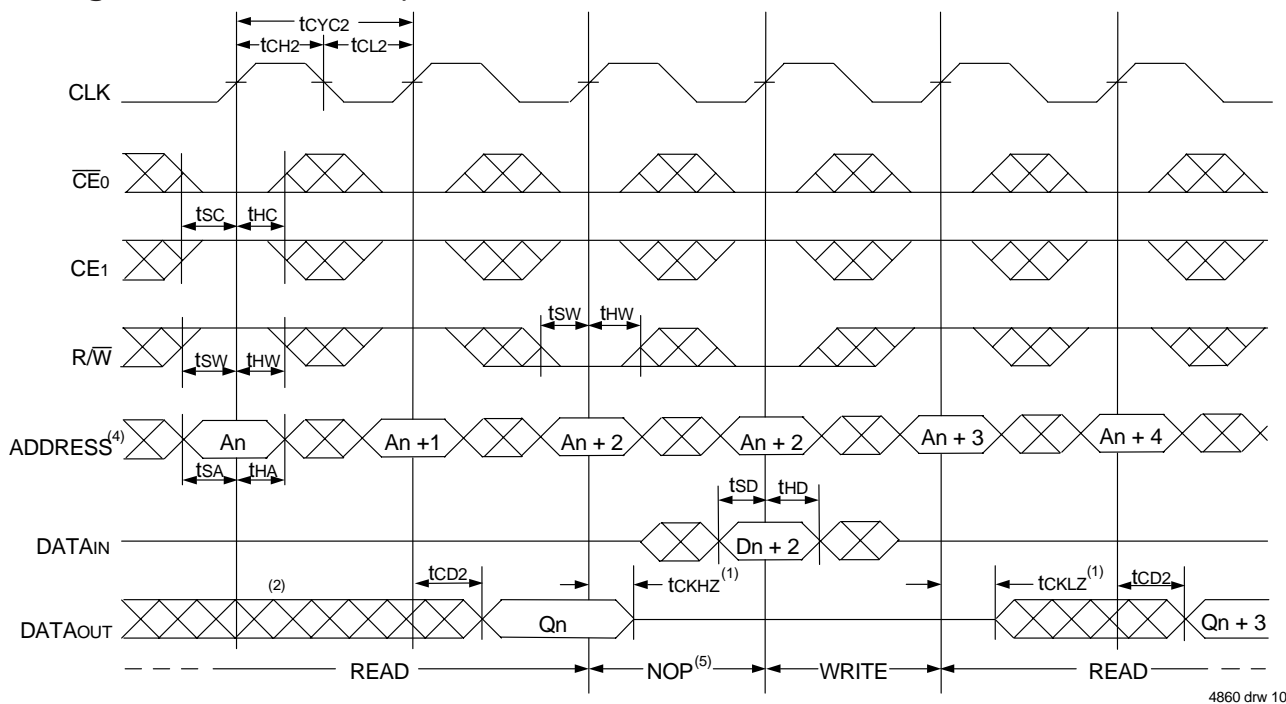 tCYC2
tCH2 tCL2
CLK
CE0
tSC tHC
CE1
tSW tHW
R/W
tSW tHW
ADDRESS(4) An An +1 An + 2 An + 2 An + 3 An + 4
tSA tHA
tSD tHD
DATAIN Dn + 2
(2) tCD2 tCKHZ(1) tCKLZ(1) tCD2
DATAOUT Qn Qn + 3
READ NOP(5) WRITE READ
4860 drw 10